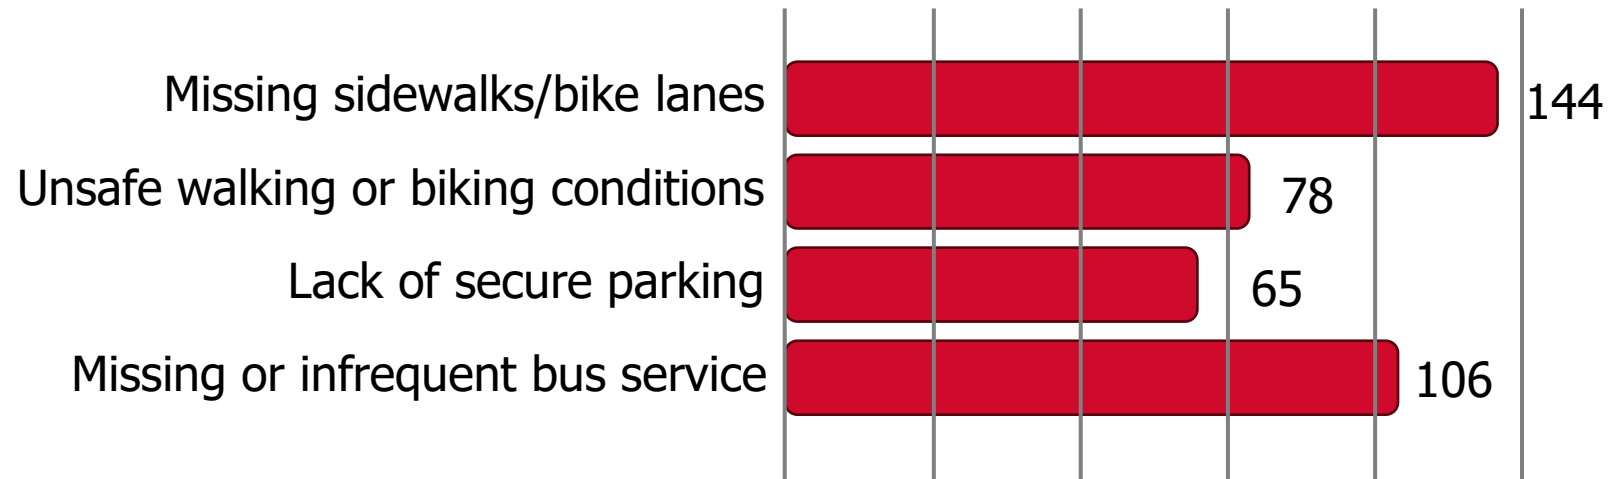 Missing sidewalks/bike lanes 144
Unsafe walking or biking conditions 78
Lack of secure parking 65
Missing or infrequent bus service 106